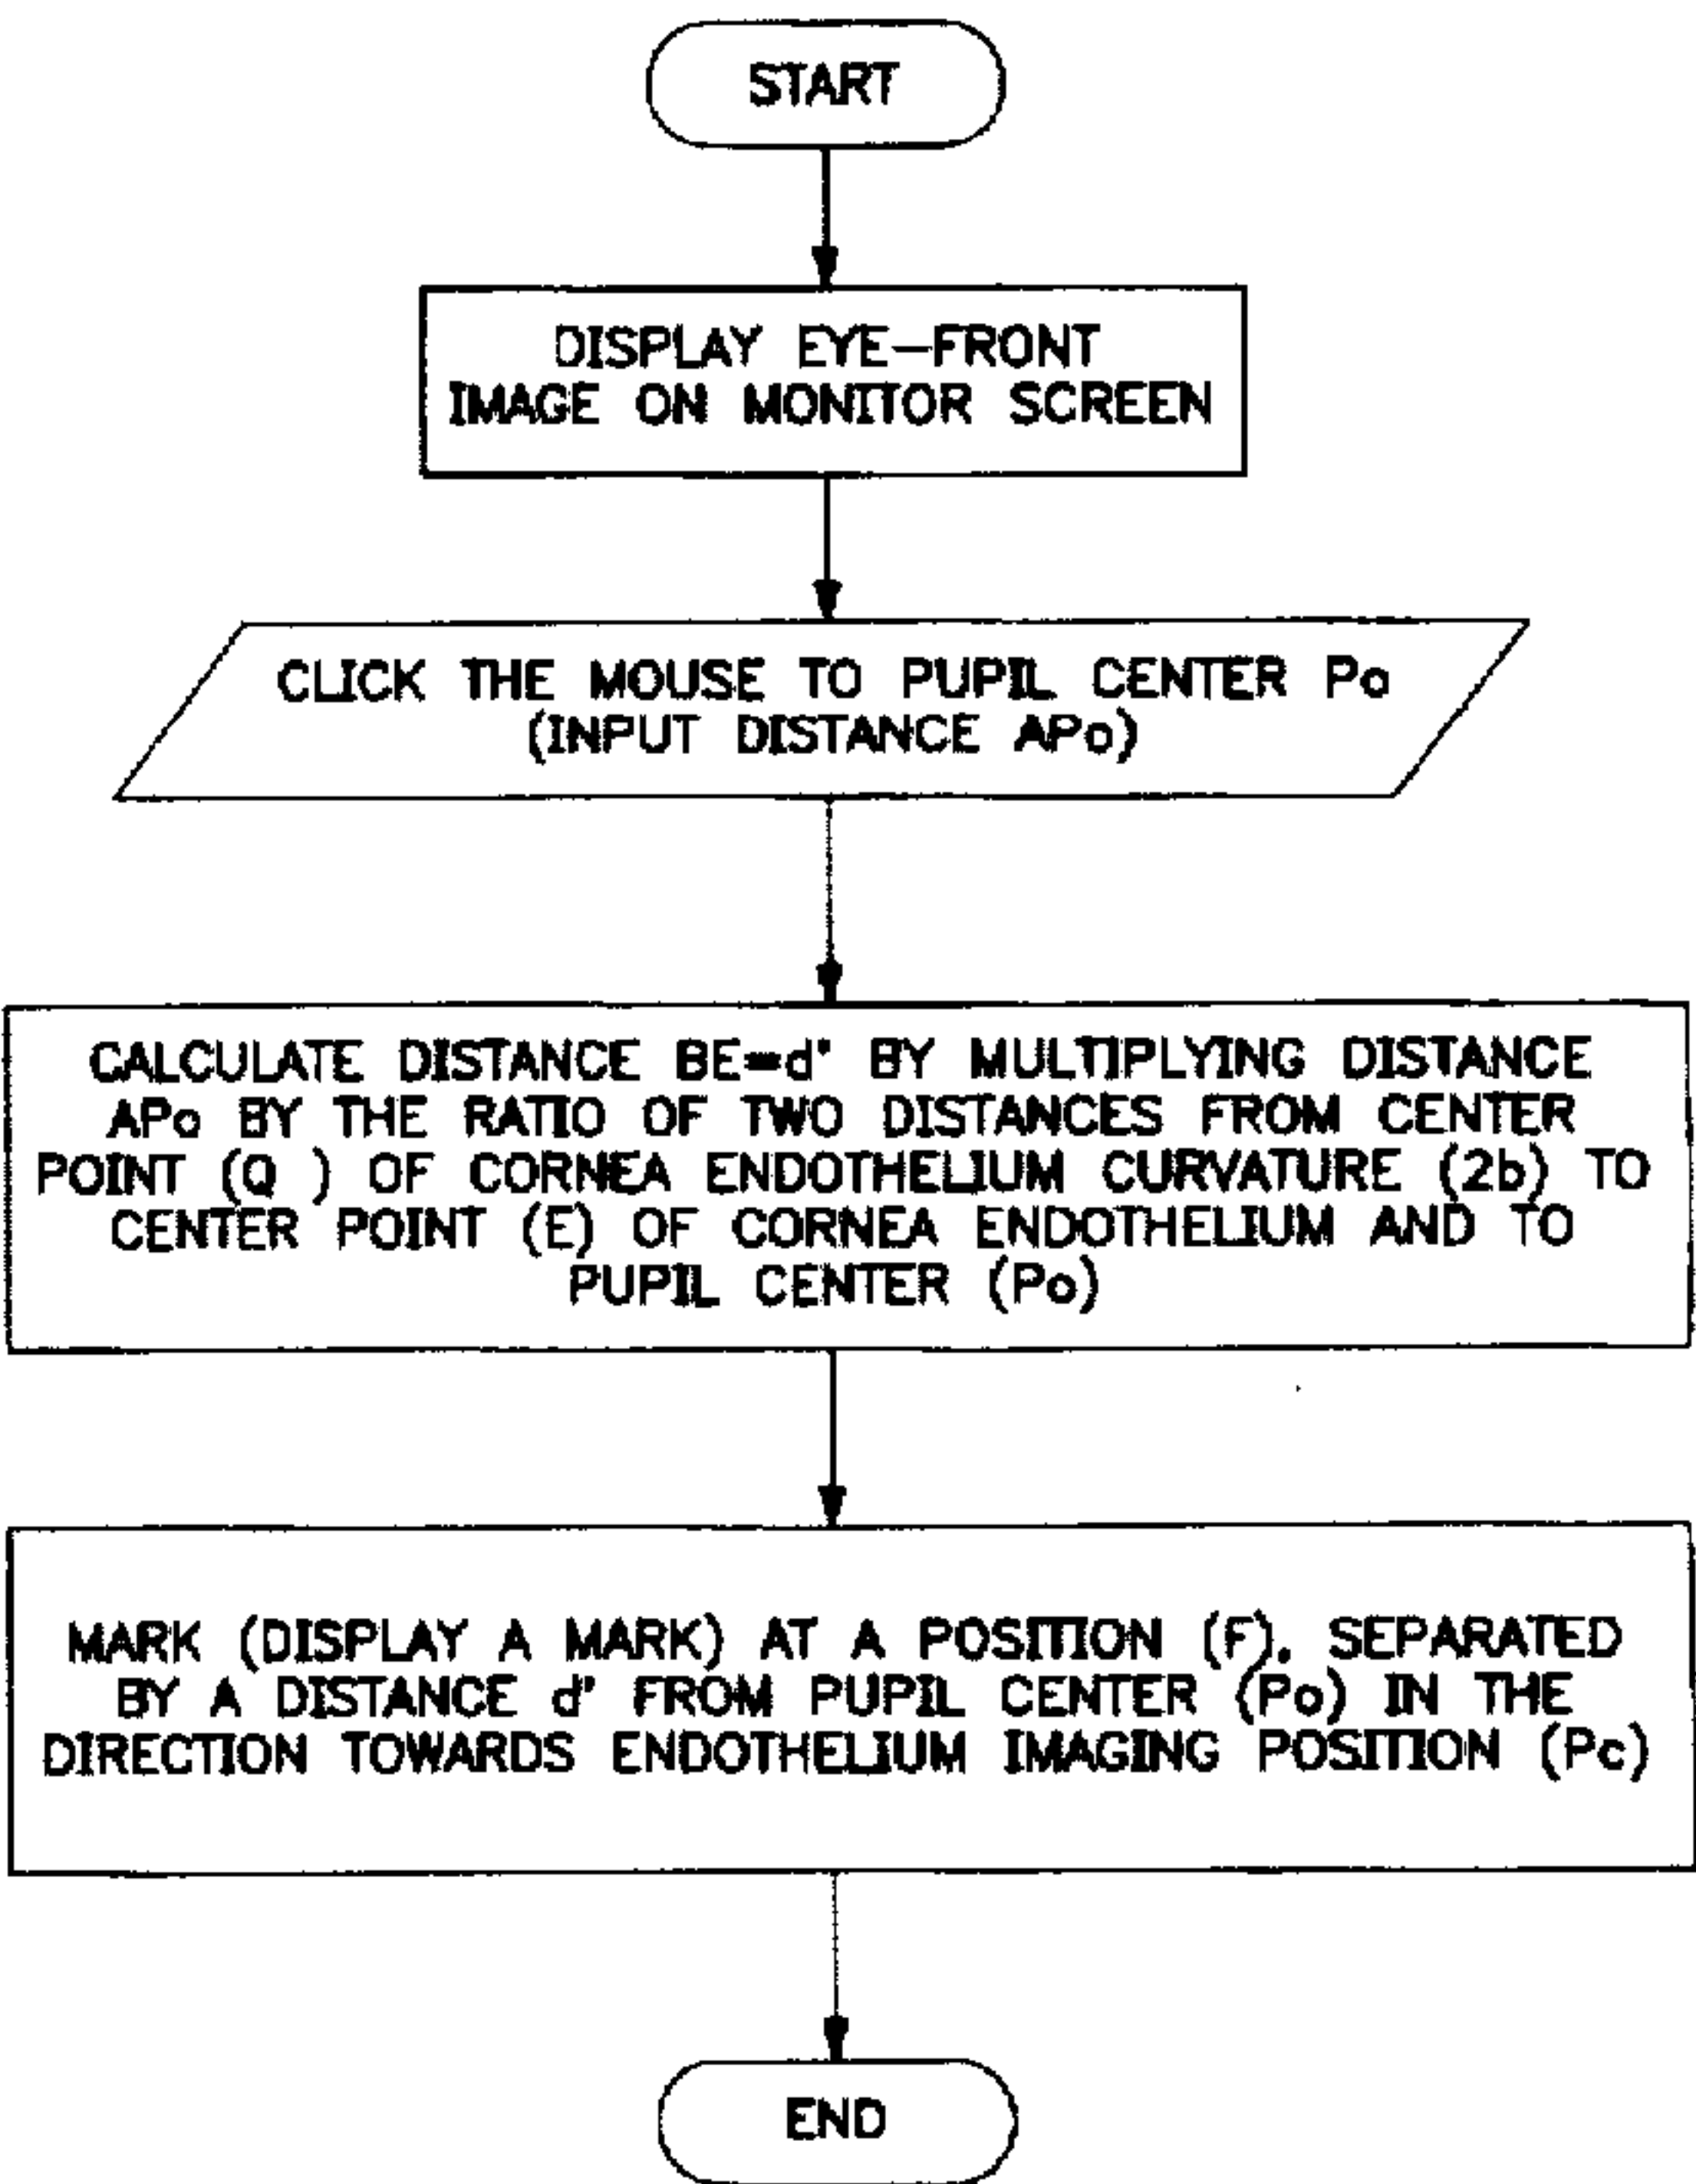 START
DISPLAY EYE-FRONT
IMAGE ON MONITOR SCREEN
CLICK THE MOUSE TO PUPIL CENTER Po
(INPUT DISTANCE APo)
CALCULATE DISTANCE BE=d' BY MULTIPLYING DISTANCE
APo BY THE RATIO OF TWO DISTANCES FROM CENTER
POINT (Q ) OF CORNEA ENDOTHELIUM CURVATURE (2b) TO
CENTER POINT (E) OF CORNEA ENDOTHELIUM AND TO
PUPIL CENTER (Po)
MARK (DISPLAY A MARK) AT A POSITION (F), SEPARATED
BY A DISTANCE d' FROM PUPIL CENTER (Po) IN THE
DIRECTION TOWARDS ENDOTHELIUM IMAGING POSITION (Pc)
END